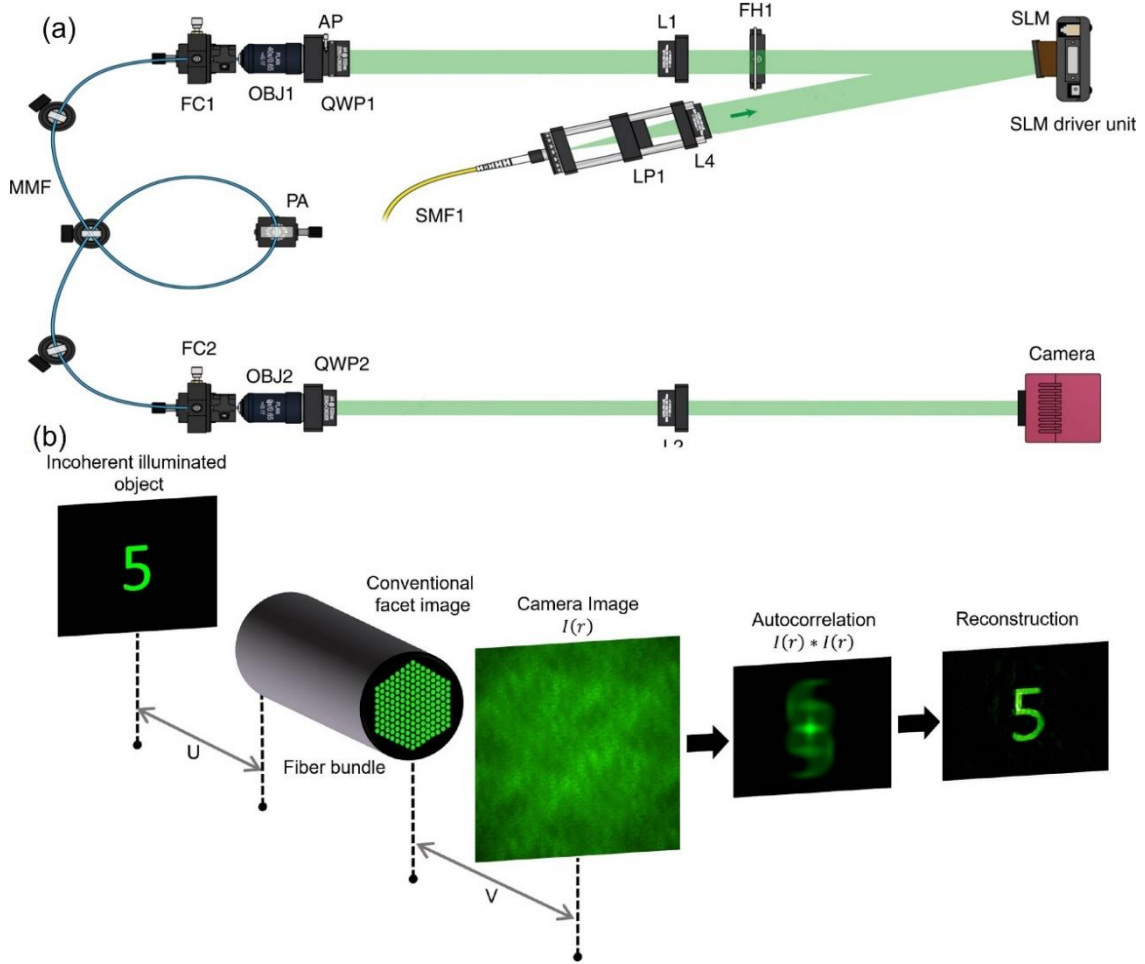 (a)
AP
L1
FH1
SLM
FC1
OBJ1
QWP1
SLM driver unit
L4
LP1
MMF
PA
SMF1
FC2
OBJ2
QWP2
Camera
(b)
Incoherent illuminated
object
5
Conventional
facet image
Camera Image
I(r)
Autocorrelation
I(r) * I(r)
Reconstruction
5
U
Fiber bundle
V